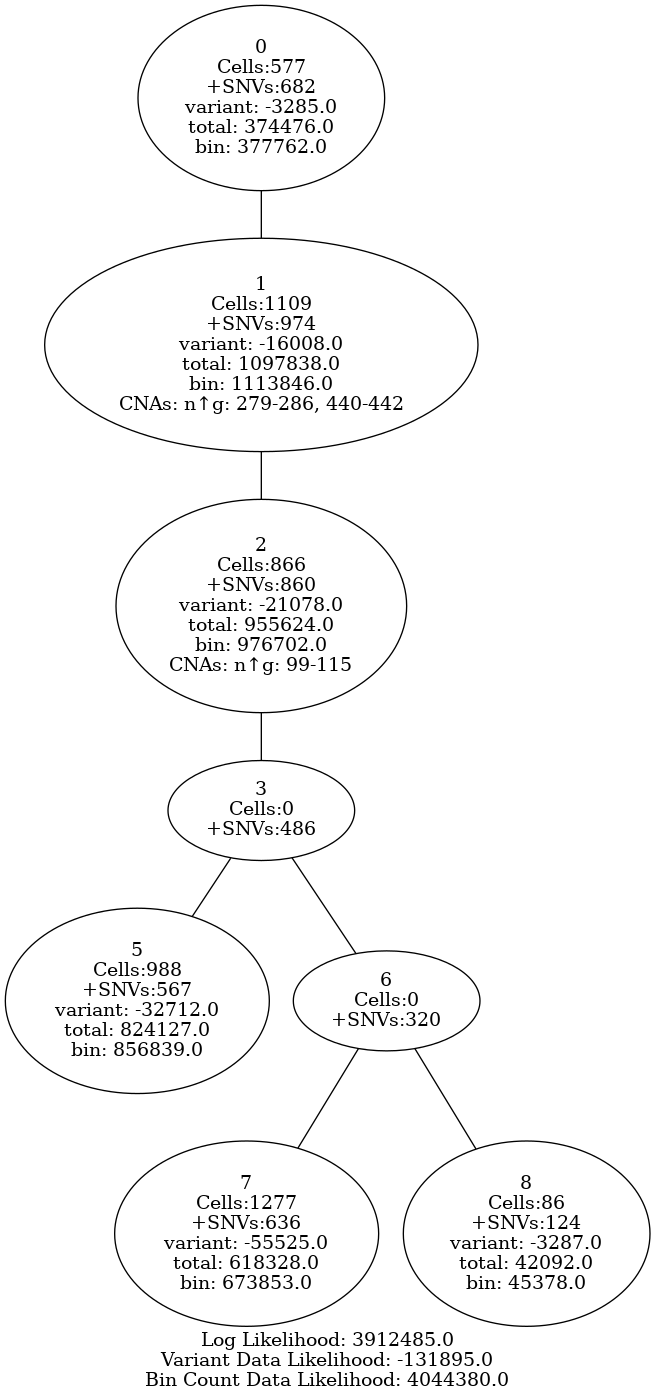 0
Cells:577
+SNVs:682
variant: -3285.0
total: 374476.0
bin: 377762.0
1
Cells:1109
+SNVs:974
variant: -16008.0
total: 1097838.0
bin: 1113846.0
CNAs: n↑g: 279-286, 440-442
2
Cells:866
+SNVs:860
variant: -21078.0
total: 955624.0
bin: 976702.0
CNAs: n↑g: 99-115
3
Cells:0
+SNVs:486
5
Cells:988
+SNVs:567
variant: -32712.0
total: 824127.0
bin: 856839.0
6
Cells:0
+SNVs:320
7
Cells:1277
+SNVs:636
variant: -55525.0
total: 618328.0
bin: 673853.0
8
Cells:86
+SNVs:124
variant: -3287.0
total: 42092.0
bin: 45378.0
Log Likelihood: 3912485.0
Variant Data Likelihood: -131895.0
Bin Count Data Likelihood: 4044380.0